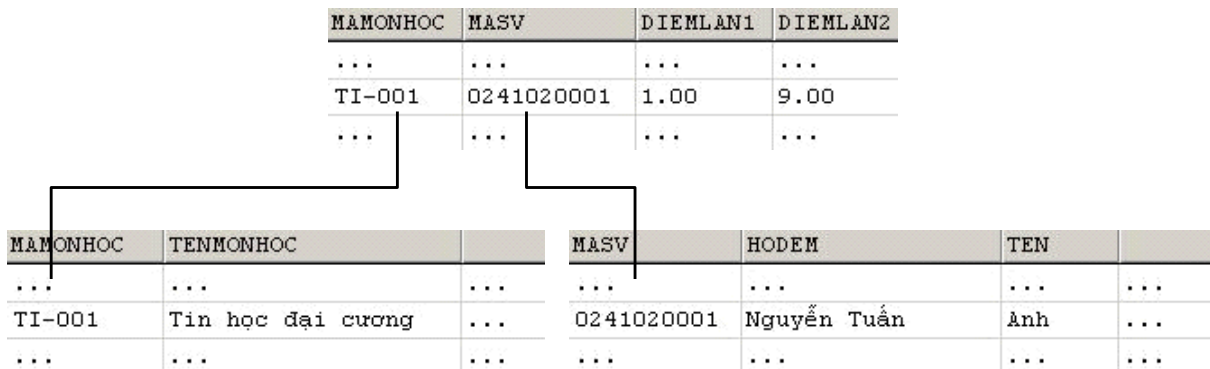 MAMONHOC MASV DIEMLAN1 DIEMLAN2
... ... ... ...
TI-001 0241020001 1.00 9.00
... ... ... ...
MAMONHOC TENMONHOC
... ... ...
TI-001 Tin học đại cương ...
... ... ...
MASV HODEM TEN
... ... ... ...
0241020001 Nguyễn Tuấn Anh ...
... ... ... ...